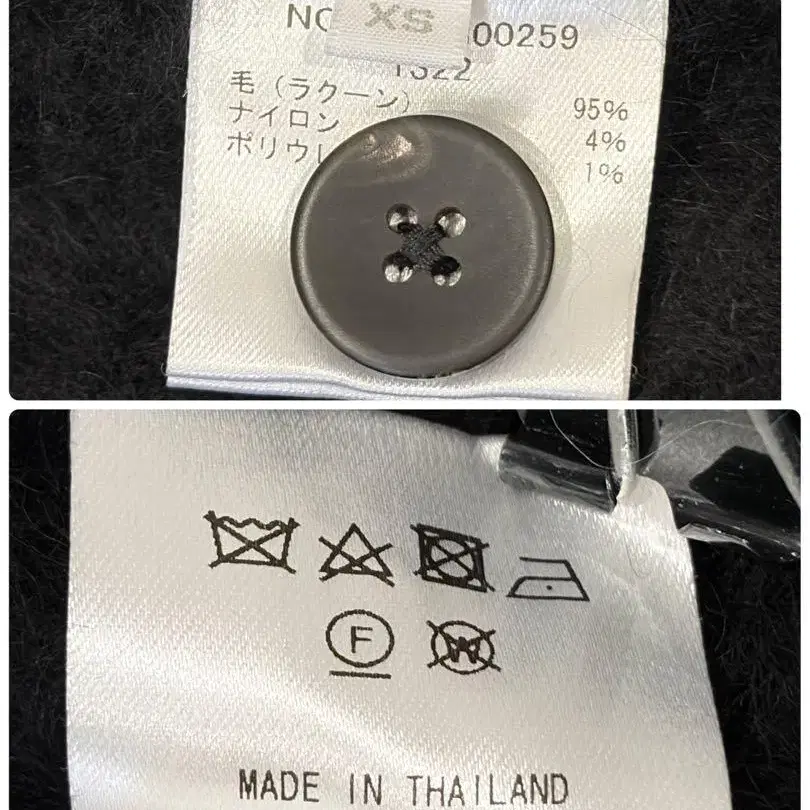 XS
NO 00259
1322
毛（ラクーン） 95%
ナイロン 4%
ポリウ 1%
F
W
MADE IN THAILAND